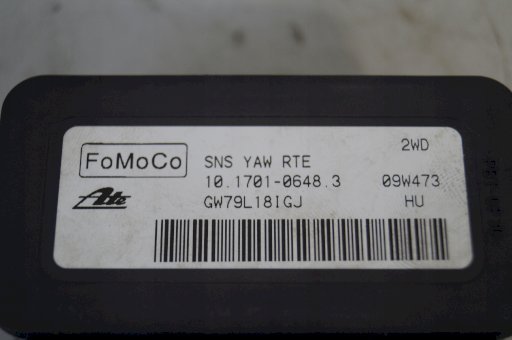 FoMoCo
SNS YAW RTE 2WD
10.1701-0648.3 09W473
Ate GW79L18IGJ HU